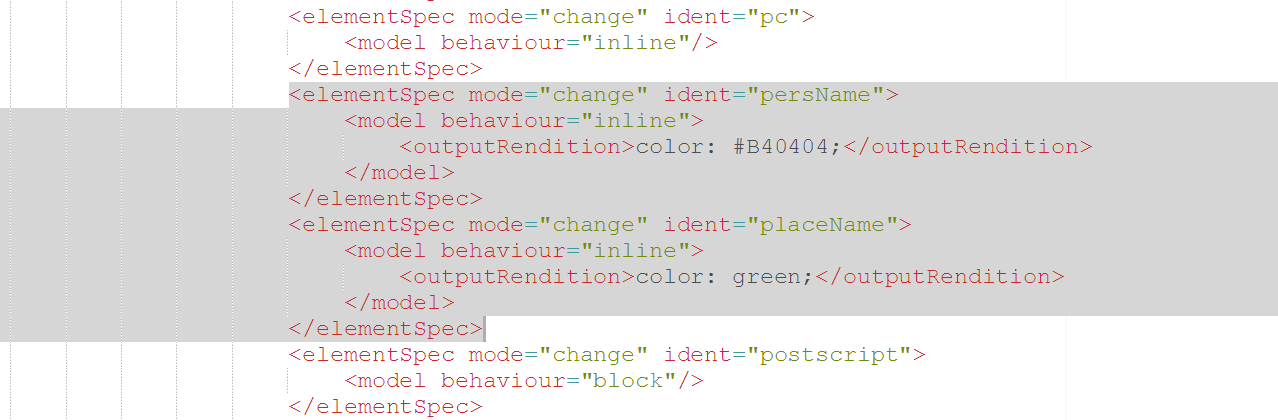 <elementSpec mode="change" ident="pc">
<model behaviour="inline"/>
</elementSpec>
<elementSpec mode="change" ident="persName">
<model behaviour="inline">
<outputRendition>color: #B40404;</outputRendition>
</model>
</elementSpec>
<elementSpec mode="change" ident="placeName">
<model behaviour="inline">
<outputRendition>color: green;</outputRendition>
</model>
</elementSpec>
<elementSpec mode="change" ident="postscript">
<model behaviour="block"/>
</elementSpec>